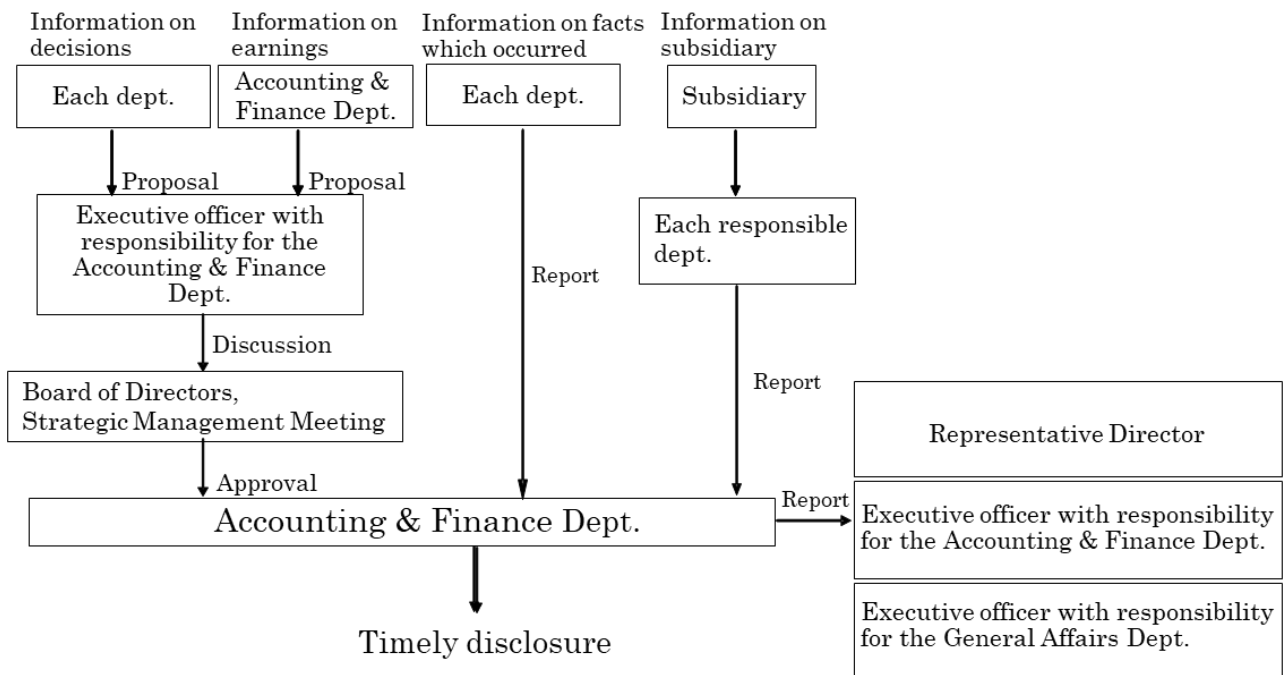 Information on
decisions
Information on
earnings
Information on facts
which occurred
Information on
subsidiary
Each dept.
Accounting &
Finance Dept.
Each dept.
Subsidiary
Proposal
Proposal
Executive officer with
responsibility for the
Accounting & Finance
Dept.
Each responsible
dept.
Report
Discussion
Board of Directors,
Strategic Management Meeting
Report
Representative Director
Approval
Accounting & Finance Dept.
Report
Executive officer with responsibility
for the Accounting & Finance Dept.
Executive officer with responsibility
for the General Affairs Dept.
Timely disclosure